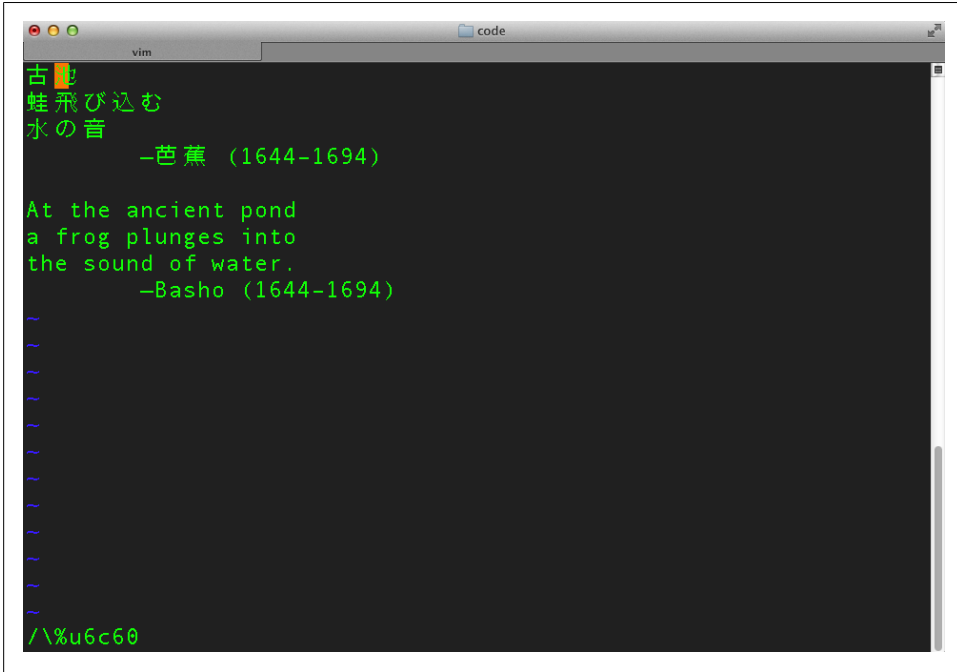 code
vim
古池
蛙飛び込む
水の音
—芭蕉 (1644–1694)
At the ancient pond
a frog plunges into
the sound of water.
—Basho (1644–1694)
~
~
~
~
~
~
~
~
~
~
~
~
/\%u6c60